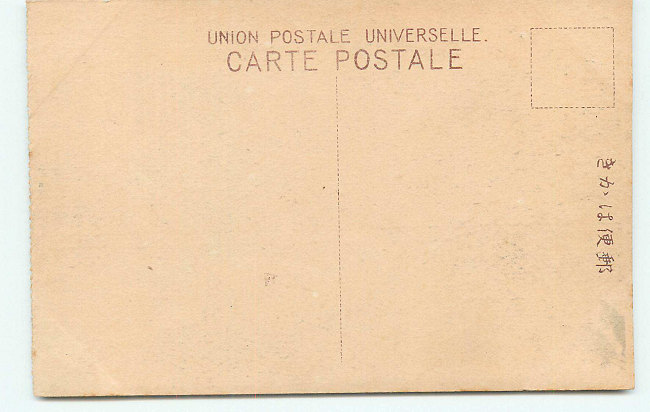 UNION POSTALE UNIVERSELLE.
CARTE POSTALE
郵便はかき